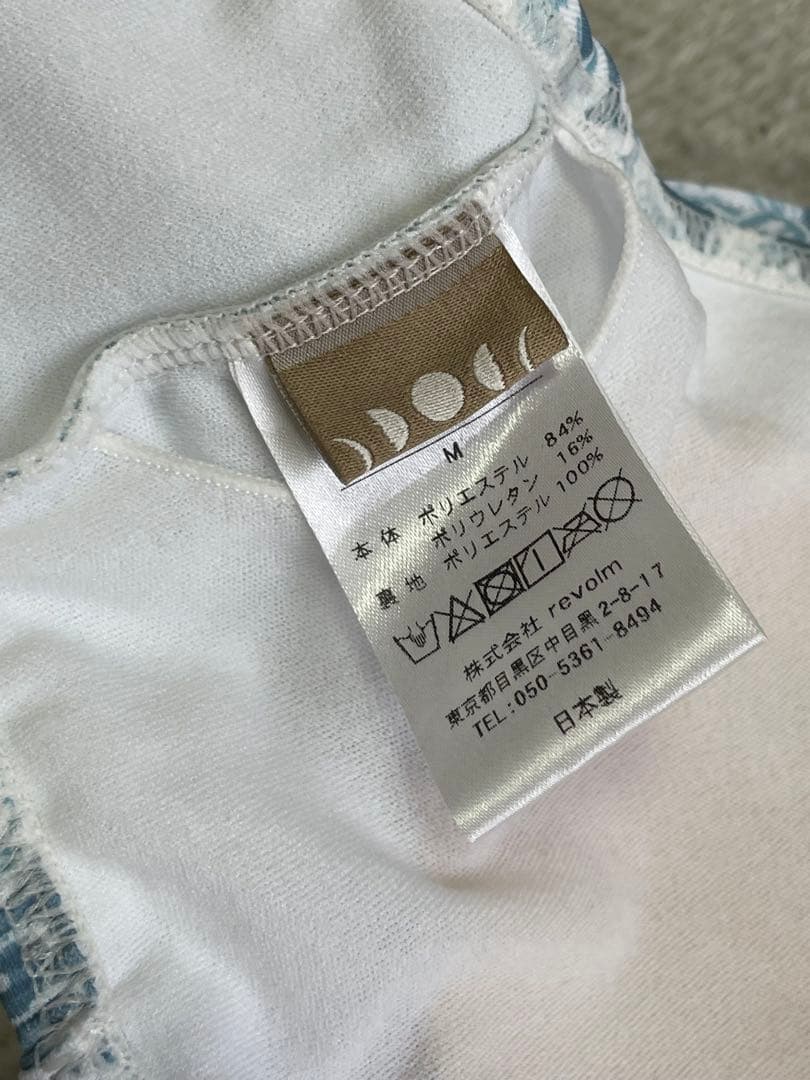 M
本体 ポリエステル 84%
ポリウレタン 16%
裏地 ポリエステル 100%
株式会社 revolm
東京都目黒区中目黒2-8-17
TEL:050-5361-8494
日本製